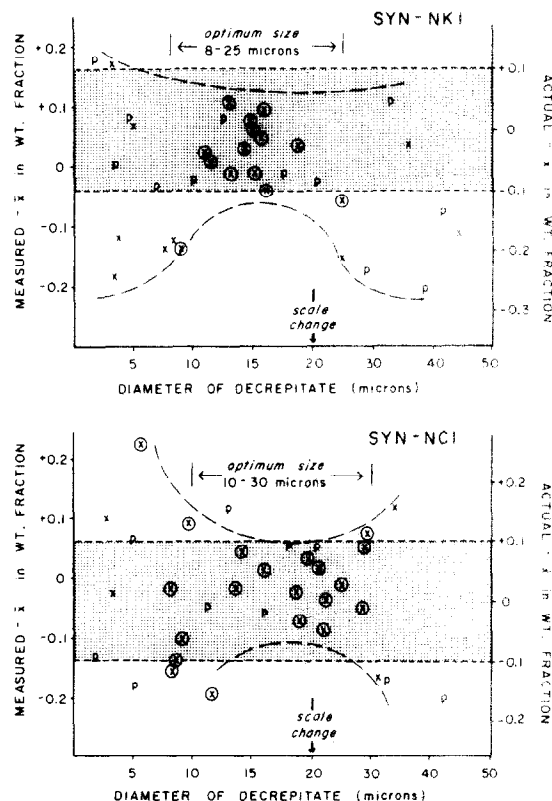 SYN-NK1
optimum size
8-25 microns
+0.2
+0.1
0
-0.1
-0.2
+0.1
0
-0.1
-0.2
-0.3
MEASURED - x̄ in WT. FRACTION
ACTUAL - x̄ in WT. FRACTION
scale
change
5
10
15
20
30
40
50
DIAMETER OF DECREPITATE (microns)
SYN-NC1
optimum size
10-30 microns
+0.2
+0.1
0
-0.1
-0.2
+0.2
+0.1
0
-0.1
-0.2
MEASURED - x̄ in WT. FRACTION
ACTUAL - x̄ in WT. FRACTION
scale
change
5
10
15
20
30
40
50
DIAMETER OF DECREPITATE (microns)